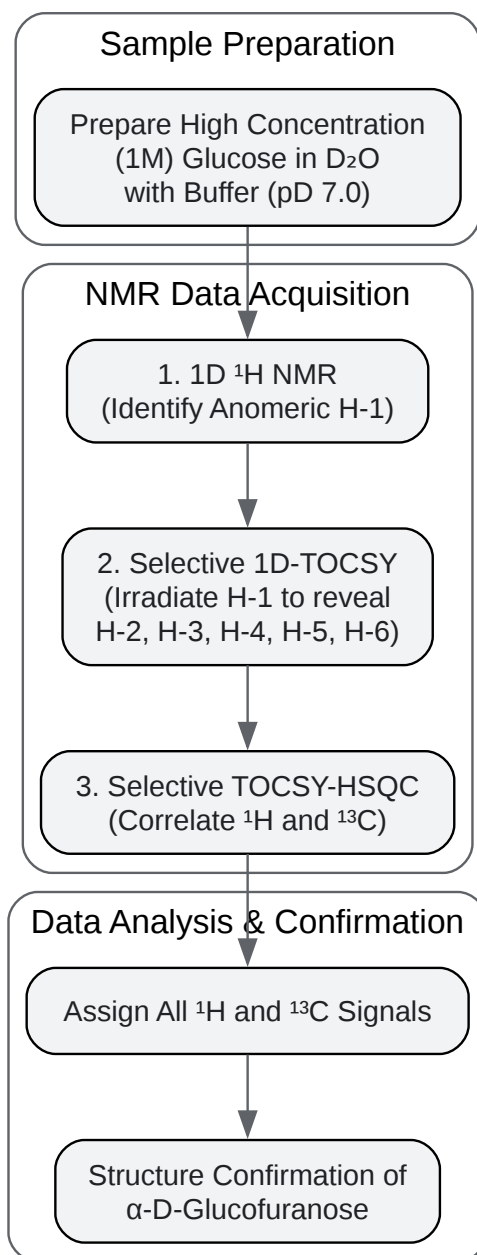 Sample Preparation
Prepare High Concentration
(1M) Glucose in D₂O
with Buffer (pD 7.0)
NMR Data Acquisition
1. 1D ¹H NMR
(Identify Anomeric H-1)
2. Selective 1D-TOCSY
(Irradiate H-1 to reveal
H-2, H-3, H-4, H-5, H-6)
3. Selective TOCSY-HSQC
(Correlate ¹H and ¹³C)
Data Analysis & Confirmation
Assign All ¹H and ¹³C Signals
Structure Confirmation of
α-D-Glucofuranose